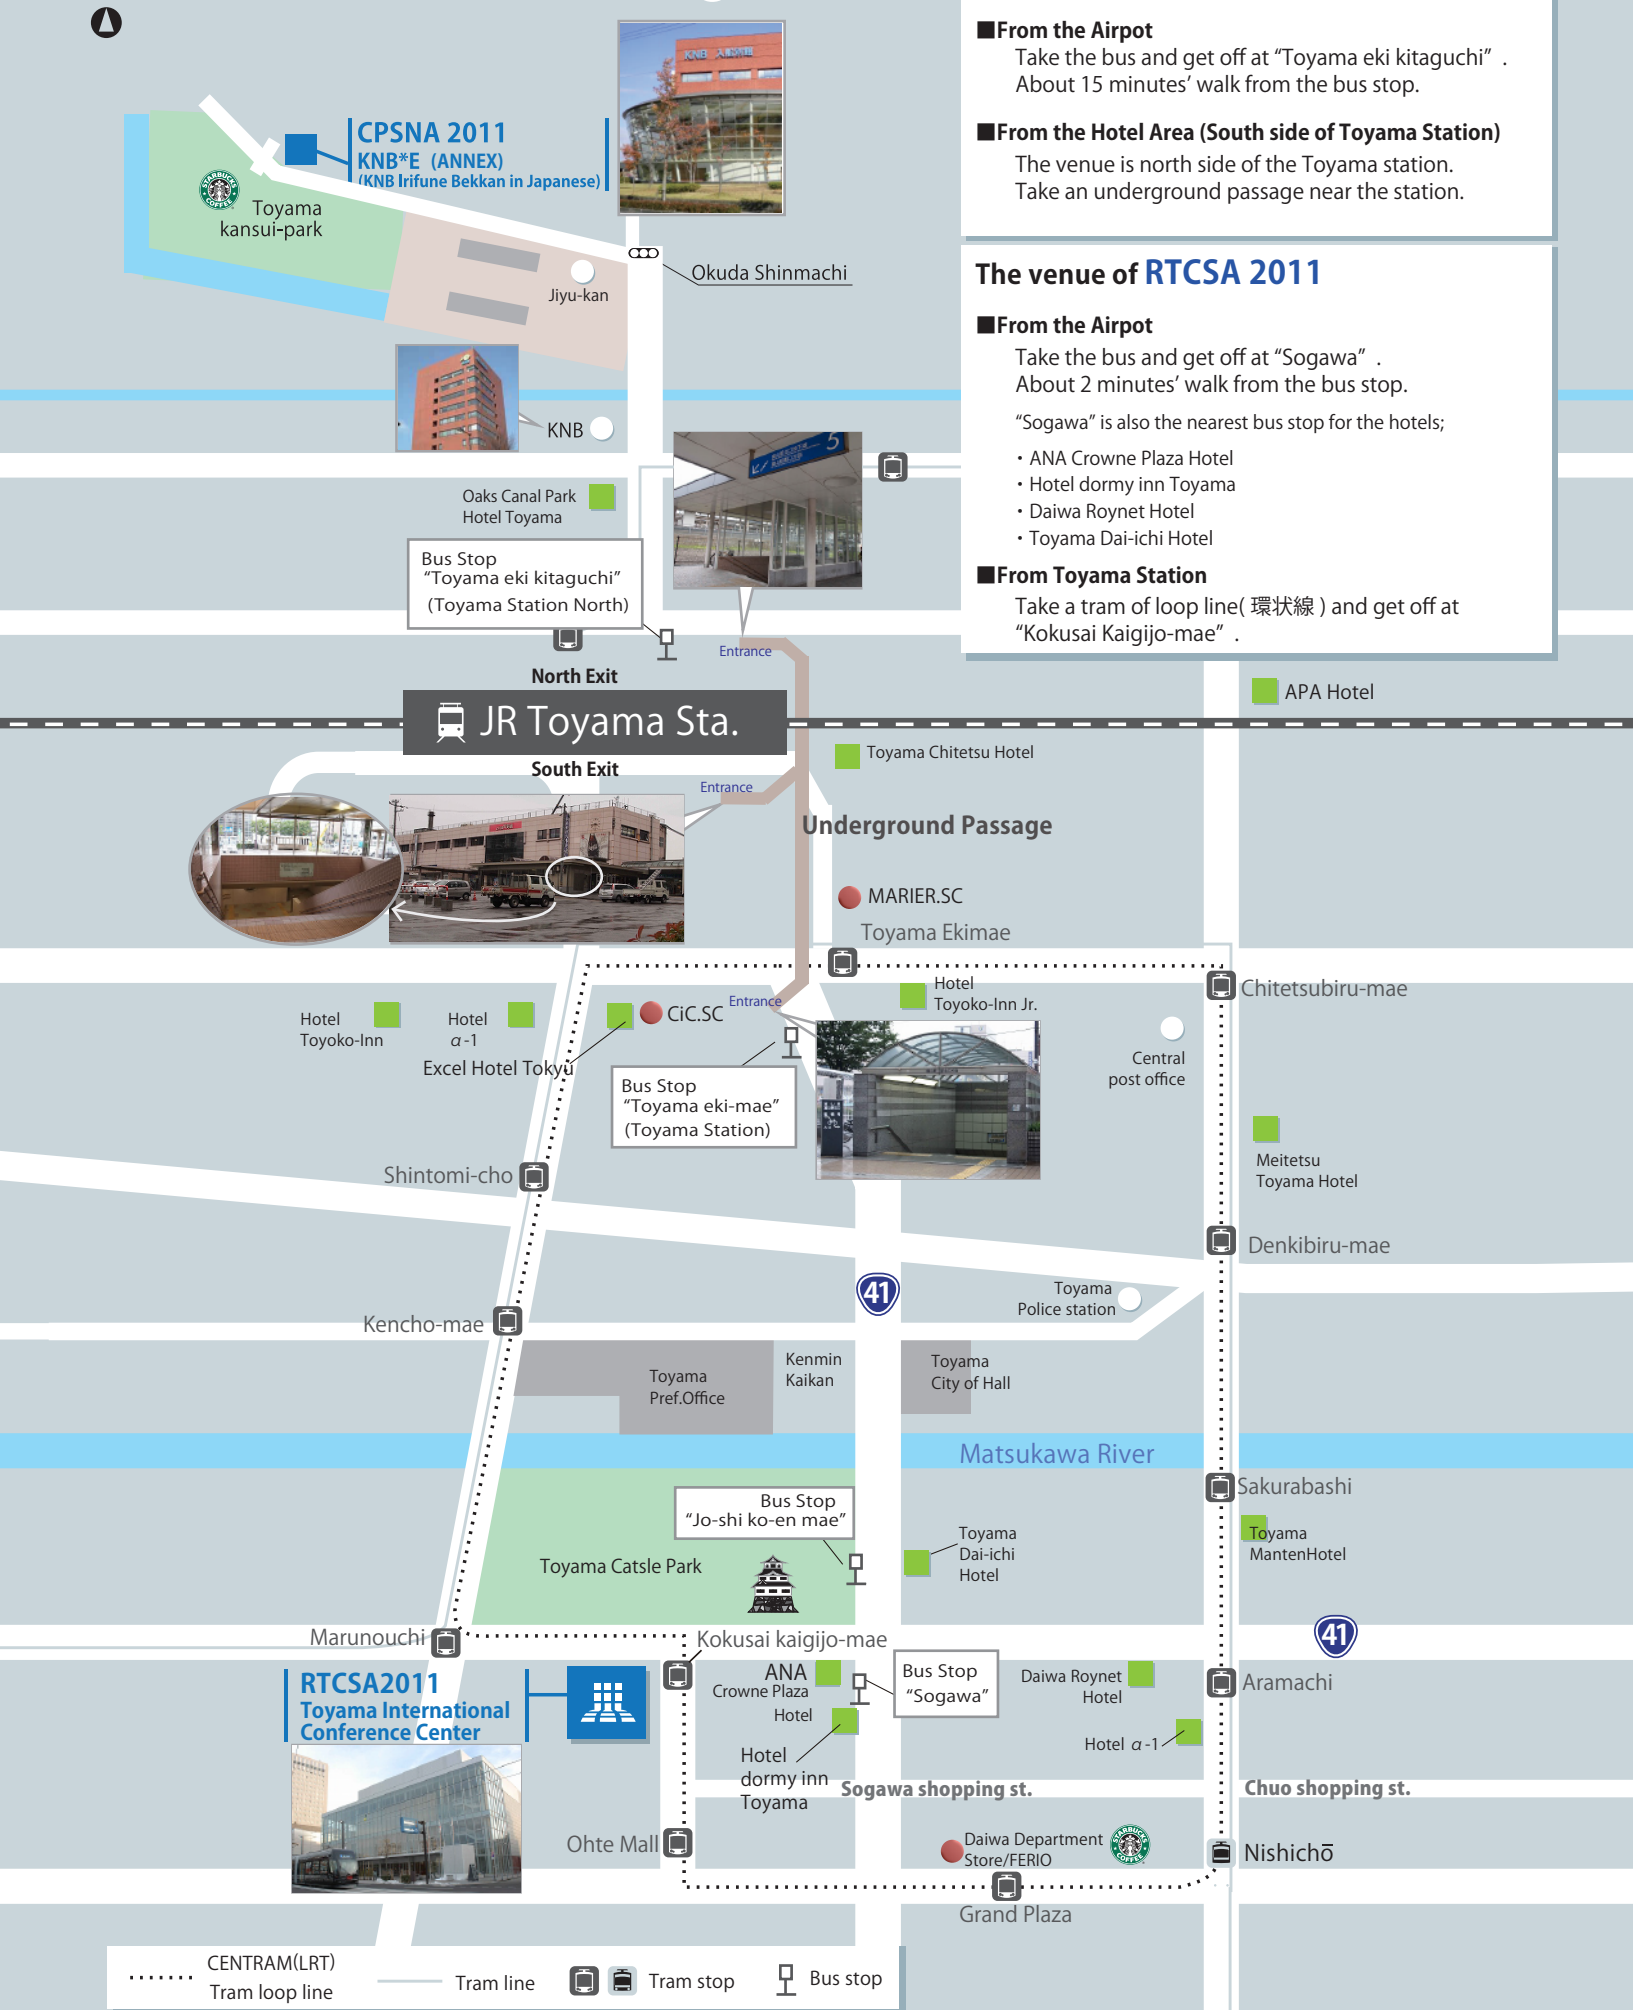 ■From the Airpot
Take the bus and get off at “Toyama eki kitaguchi” .
About 15 minutes’ walk from the bus stop.
■From the Hotel Area (South side of Toyama Station)
The venue is north side of the Toyama station.
Take an underground passage near the station.
The venue of RTCSA 2011
■From the Airpot
Take the bus and get off at “Sogawa” .
About 2 minutes’ walk from the bus stop.
“Sogawa” is also the nearest bus stop for the hotels;
・ANA Crowne Plaza Hotel
・Hotel dormy inn Toyama
・Daiwa Roynet Hotel
・Toyama Dai-ichi Hotel
■From Toyama Station
Take a tram of loop line( 環状線 ) and get off at
“Kokusai Kaigijo-mae” .
CPSNA 2011
KNB*E (ANNEX)
(KNB Irifune Bekkan in Japanese)
KNB 入船別館
STARBUCKS
COFFEE
Toyama
kansui-park
Okuda Shinmachi
Jiyu-kan
KNB
Oaks Canal Park
Hotel Toyama
5
Bus Stop
“Toyama eki kitaguchi”
(Toyama Station North)
Entrance
North Exit
JR Toyama Sta.
South Exit
APA Hotel
Toyama Chitetsu Hotel
Entrance
Underground Passage
MARIER.SC
Toyama Ekimae
Hotel
Toyoko-Inn
Hotel
α-1
Excel Hotel Tokyu
CiC.SC
Entrance
Hotel
Toyoko-Inn Jr.
Chitetsubiru-mae
Central
post office
Bus Stop
“Toyama eki-mae”
(Toyama Station)
Meitetsu
Toyama Hotel
Shintomi-cho
Denkibiru-mae
41
Toyama
Police station
Kencho-mae
Toyama
Pref.Office
Kenmin
Kaikan
Toyama
City of Hall
Matsukawa River
Sakurabashi
Bus Stop
“Jo-shi ko-en mae”
Toyama Catsle Park
Toyama
Dai-ichi
Hotel
Toyama
MantenHotel
Marunouchi
Kokusai kaigijo-mae
41
RTCSA2011
Toyama International
Conference Center
ANA
Crowne Plaza
Hotel
Bus Stop
“Sogawa”
Daiwa Roynet
Hotel
Aramachi
Hotel α-1
Hotel
dormy inn
Toyama
Sogawa shopping st.
Chuo shopping st.
Ohte Mall
Daiwa Department
Store/FERIO
STARBUCKS
COFFEE
Nishichō
Grand Plaza
CENTRAM(LRT)
Tram loop line
Tram line
Tram stop
Bus stop